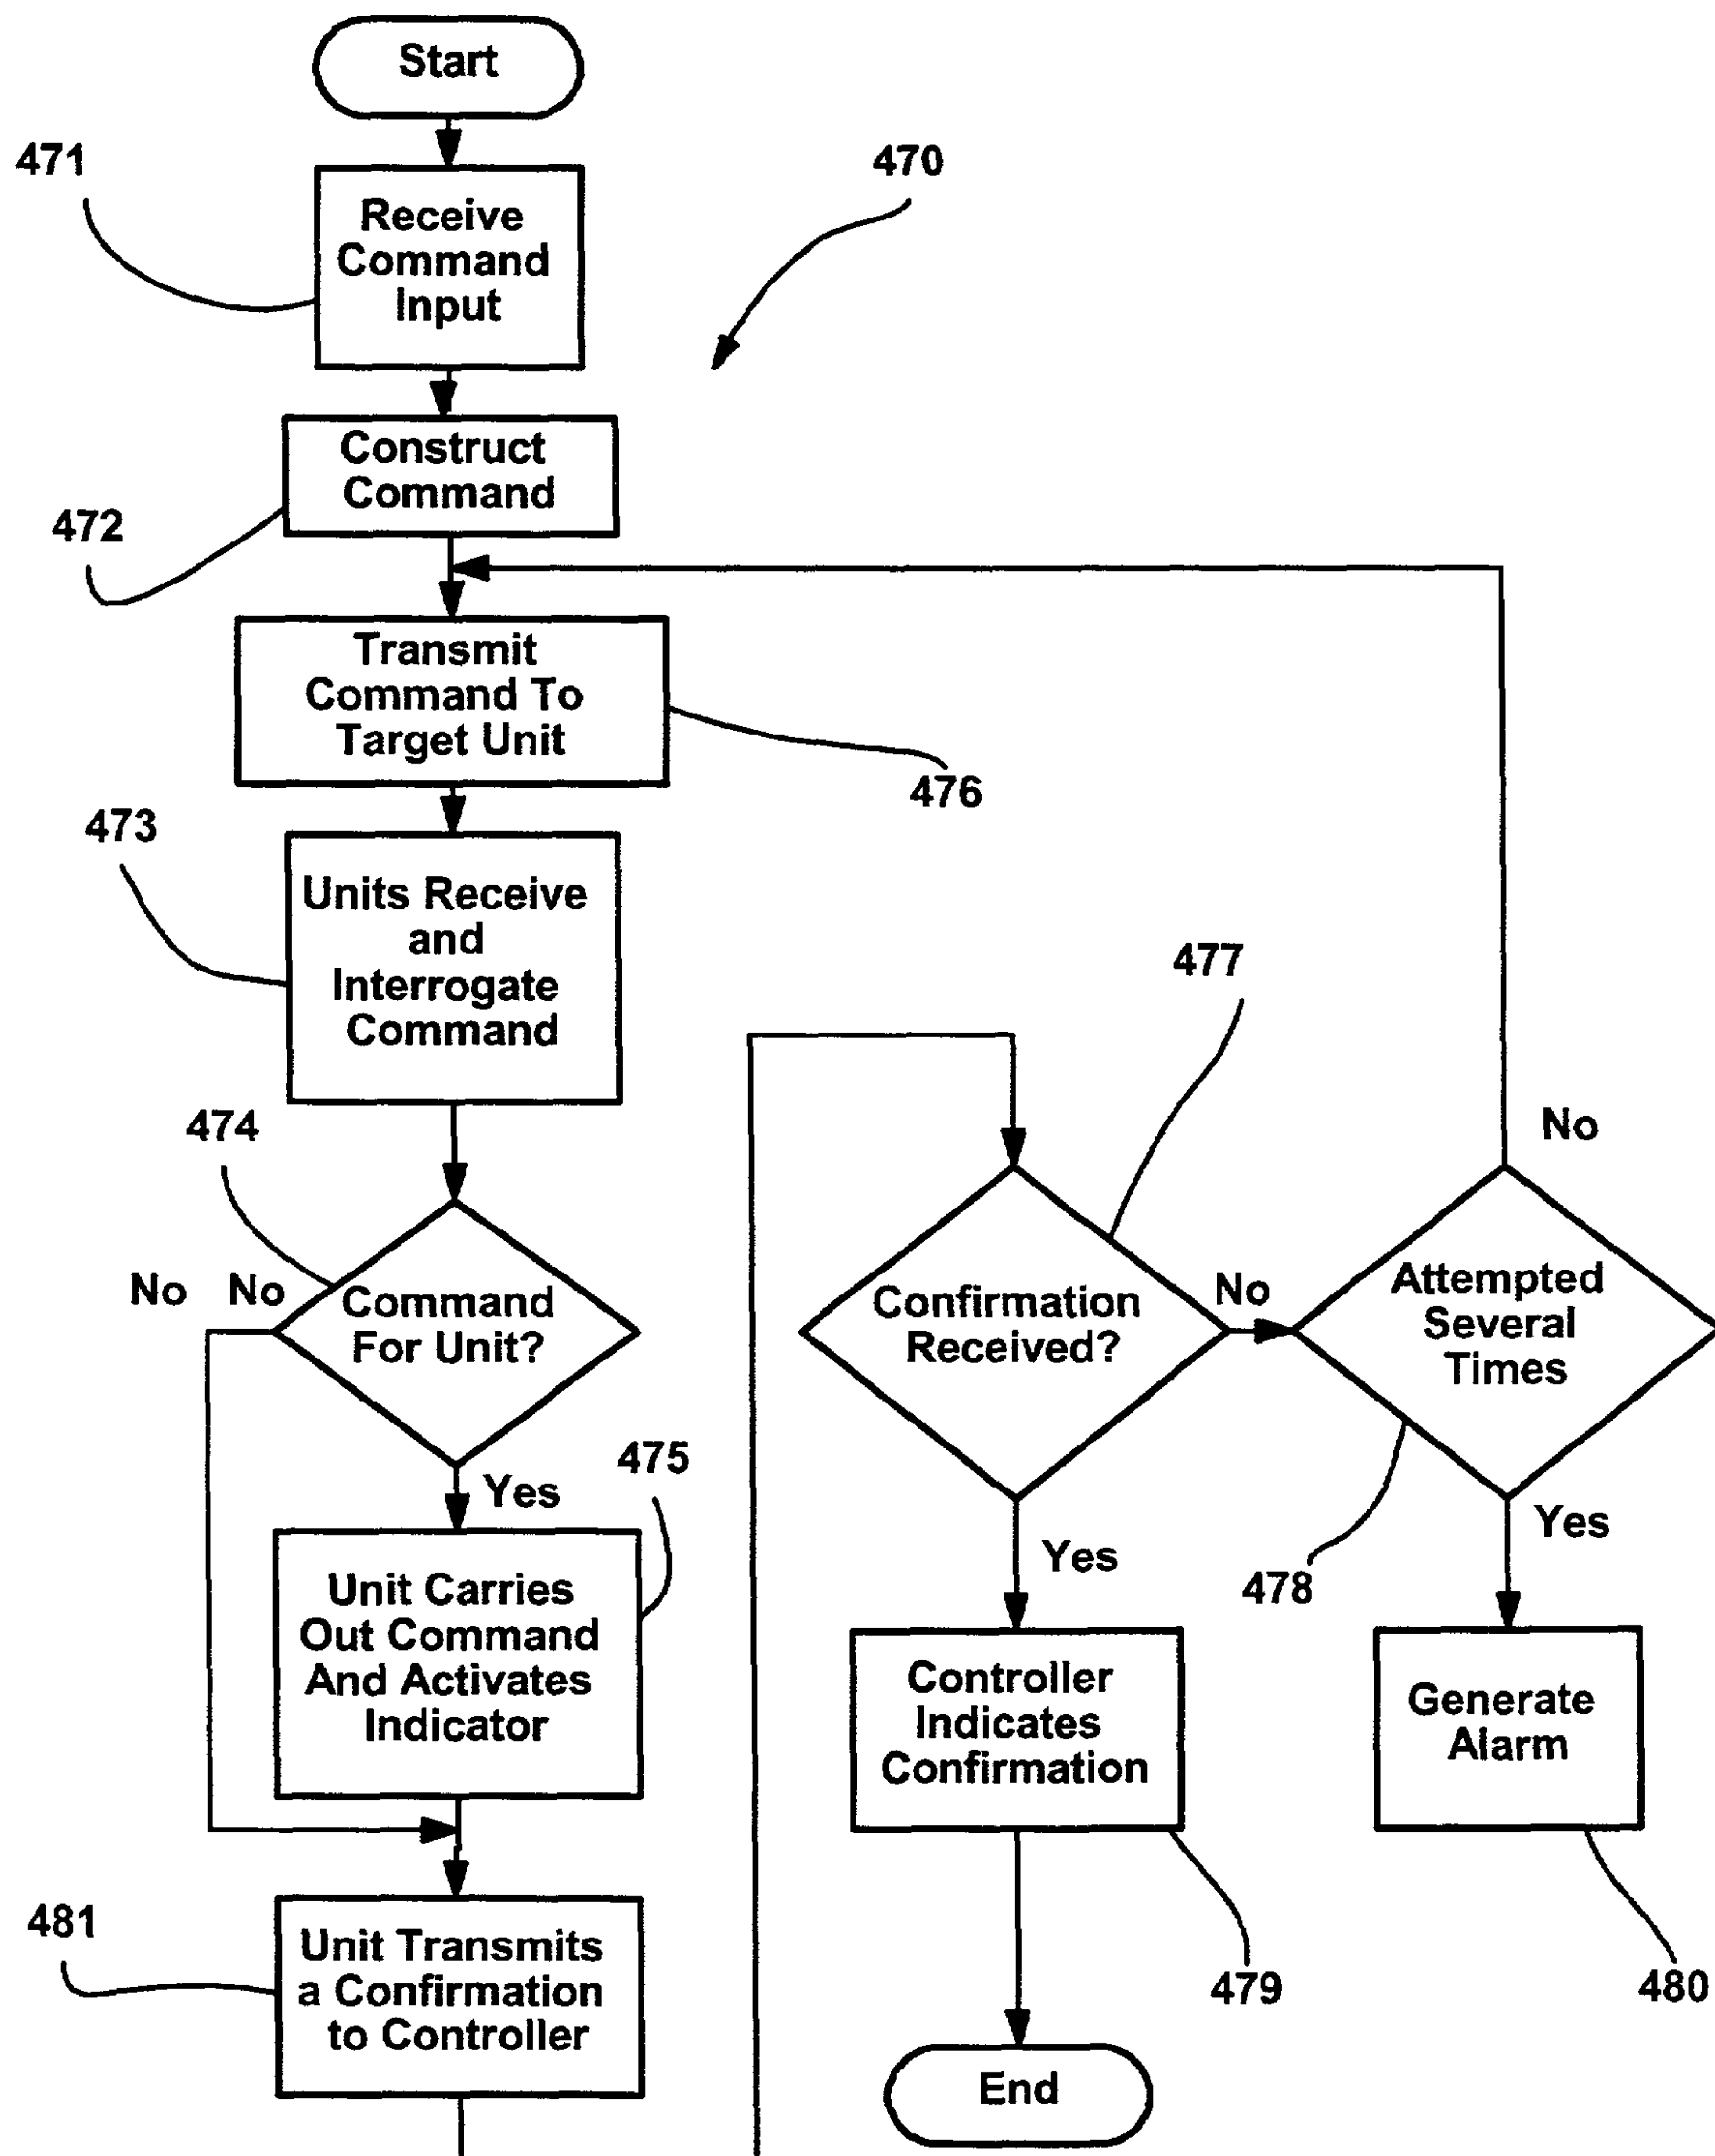 Start
471
470
Receive
Command
Input
Construct
Command
472
Transmit
Command To
Target Unit
476
473
Units Receive
and
Interrogate
Command
477
474
No
No No
Command
For Unit?
Confirmation
Received?
No
Attempted
Several
Times
475
Yes
Yes
Yes
478
Unit Carries
Out Command
And Activates
Indicator
Controller
Indicates
Confirmation
Generate
Alarm
481
Unit Transmits
a Confirmation
to Controller
479
480
End